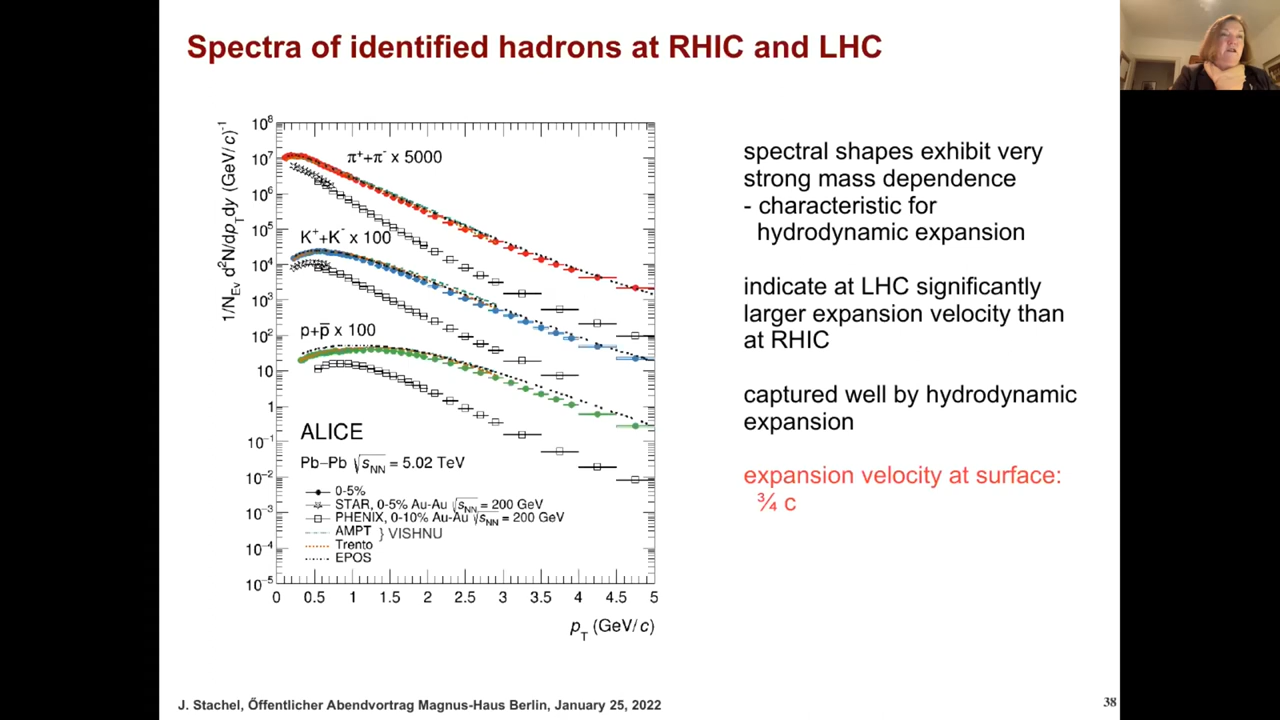 Spectra of identified hadrons at RHIC and LHC
1/N_Ev d²N/dp_Tdy (GeV/c)⁻¹
10⁸
10⁷
10⁶
10⁵
10⁴
10³
10²
10
1
10⁻¹
10⁻²
10⁻³
10⁻⁴
10⁻⁵
π⁺+π⁻ x 5000
K⁺+K⁻ x 100
p+p̅ x 100
ALICE
Pb–Pb √s_NN = 5.02 TeV
0-5%
STAR, 0-5% Au-Au √s_NN = 200 GeV
PHENIX, 0-10% Au-Au √s_NN = 200 GeV
AMPT } VISHNU
Trento
EPOS
0 0.5 1 1.5 2 2.5 3 3.5 4 4.5 5
p_T (GeV/c)
spectral shapes exhibit very
strong mass dependence
- characteristic for
hydrodynamic expansion
indicate at LHC significantly
larger expansion velocity than
at RHIC
captured well by hydrodynamic
expansion
expansion velocity at surface:
¾ c
J. Stachel, Öffentlicher Abendvortrag Magnus-Haus Berlin, January 25, 2022
38